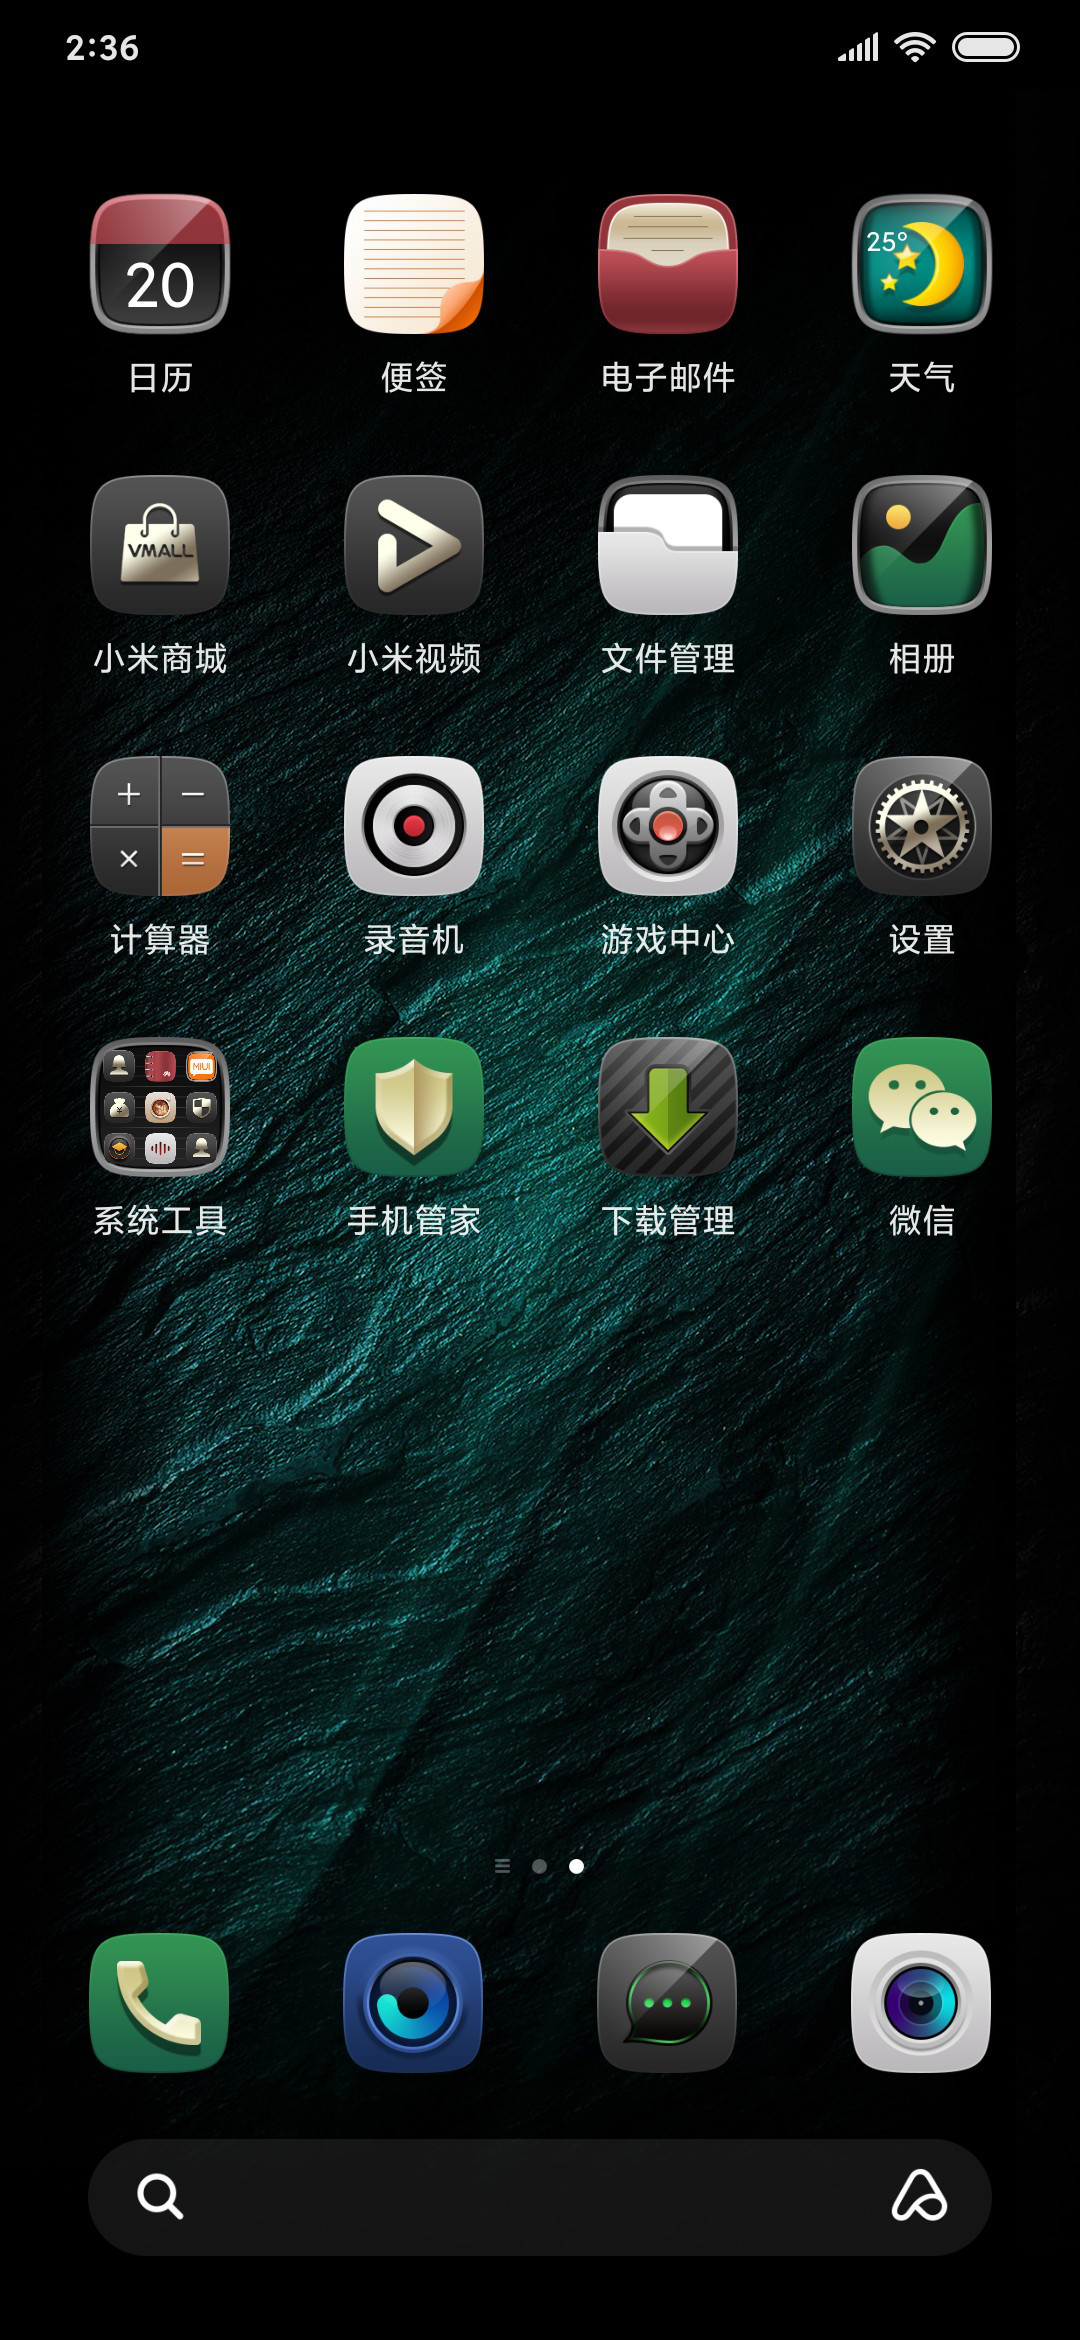 2:36
20
25°
日历
便签
电子邮件
天气
VMALL
小米商城
小米视频
文件管理
相册
+ −
× =
计算器
录音机
游戏中心
设置
MIUI
¥
系统工具
手机管家
下载管理
微信